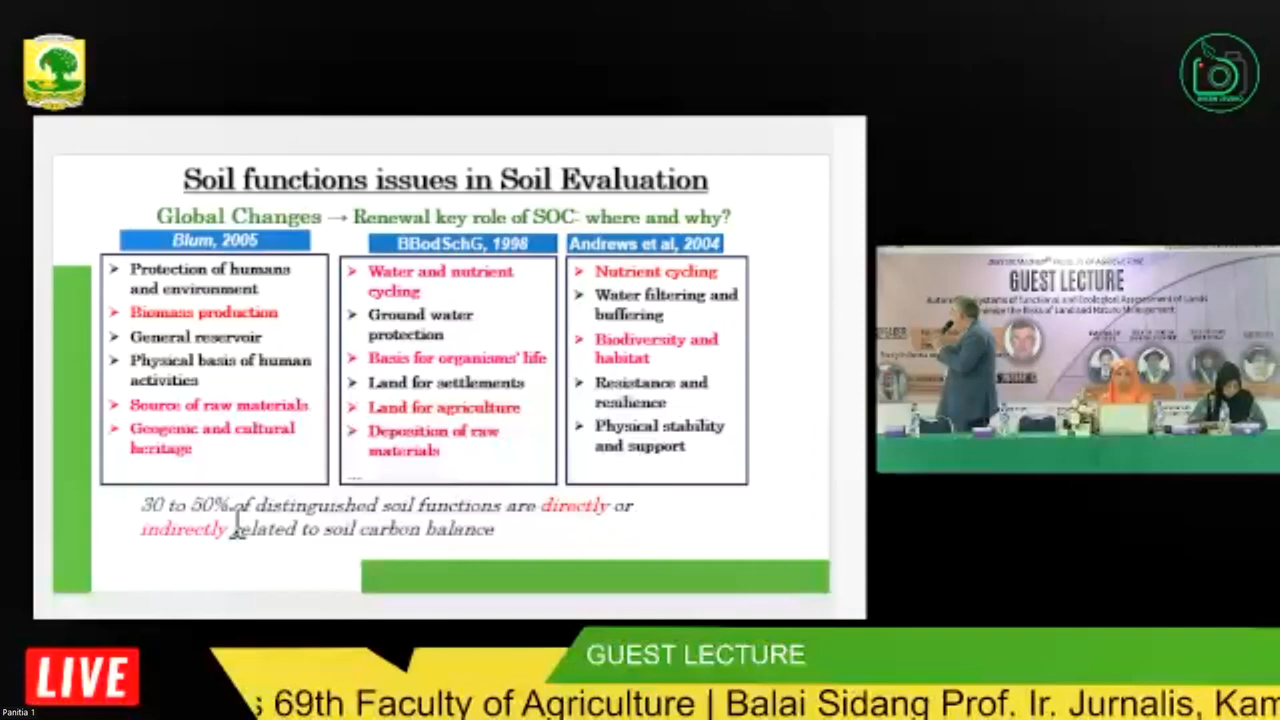 Soil functions issues in Soil Evaluation
Global Changes → Renewal key role of SOC- where and why?
Blum, 2005
➢ Protection of humans
and environment
➢ Biomass production
➢ General reservoir
➢ Physical basis of human
activities
➢ Source of raw materials
➢ Geogenic and cultural
heritage
BBodSchG, 1998
➢ Water and nutrient
cycling
➢ Ground water
protection
➢ Basis for organisms' life
➢ Land for settlements
➢ Land for agriculture
➢ Deposition of raw
materials
Andrews et al, 2004
➢ Nutrient cycling
➢ Water filtering and
buffering
➢ Biodiversity and
habitat
➢ Resistance and
resilience
➢ Physical stability
and support
30 to 50% of distinguished soil functions are directly or
indirectly related to soil carbon balance
GUEST LECTURE
GUEST LECTURE
LIVE
s 69th Faculty of Agriculture | Balai Sidang Prof. Ir. Jurnalis, Kam
Panitia 1